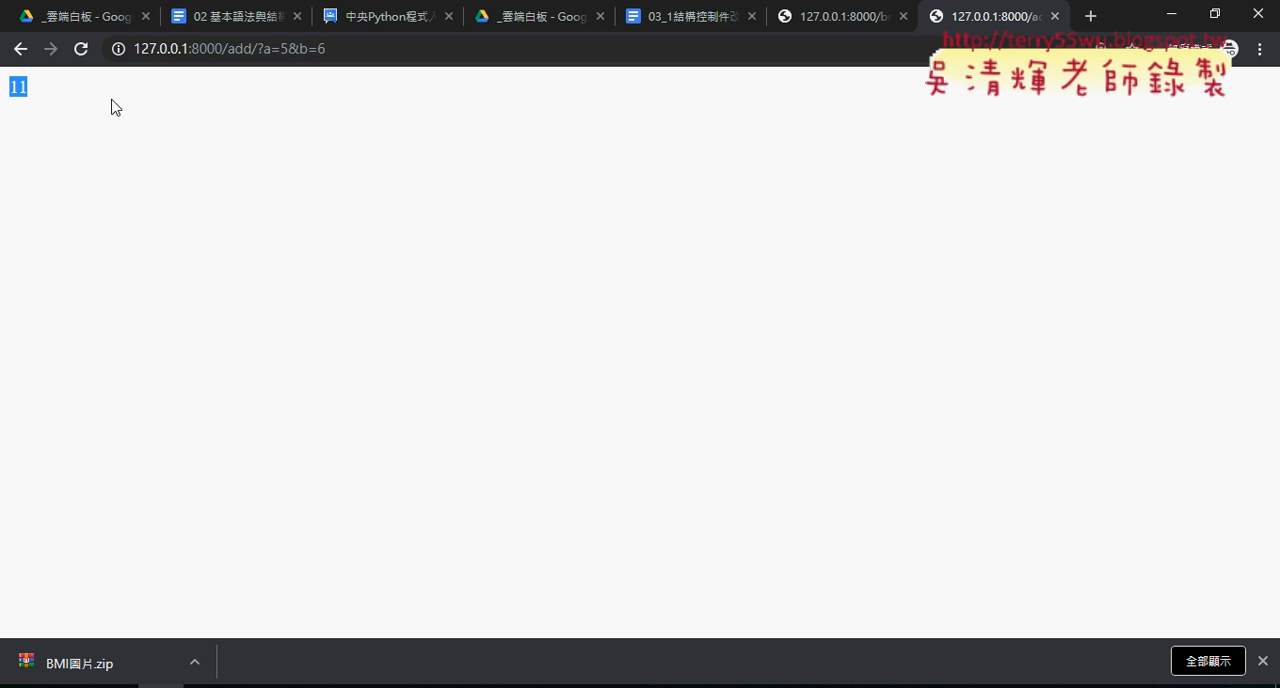 _雲端白板 - Goog
02 基本語法與結
中央Python程式
_雲端白板 - Goog
03_1結構控制件改
127.0.0.1:8000/b
127.0.0.1:8000/a
127.0.0.1:8000/add/?a=5&b=6
http://terry55wu.blogspot.tw
吳清輝老師錄製
11
BMI圖片.zip
全部顯示